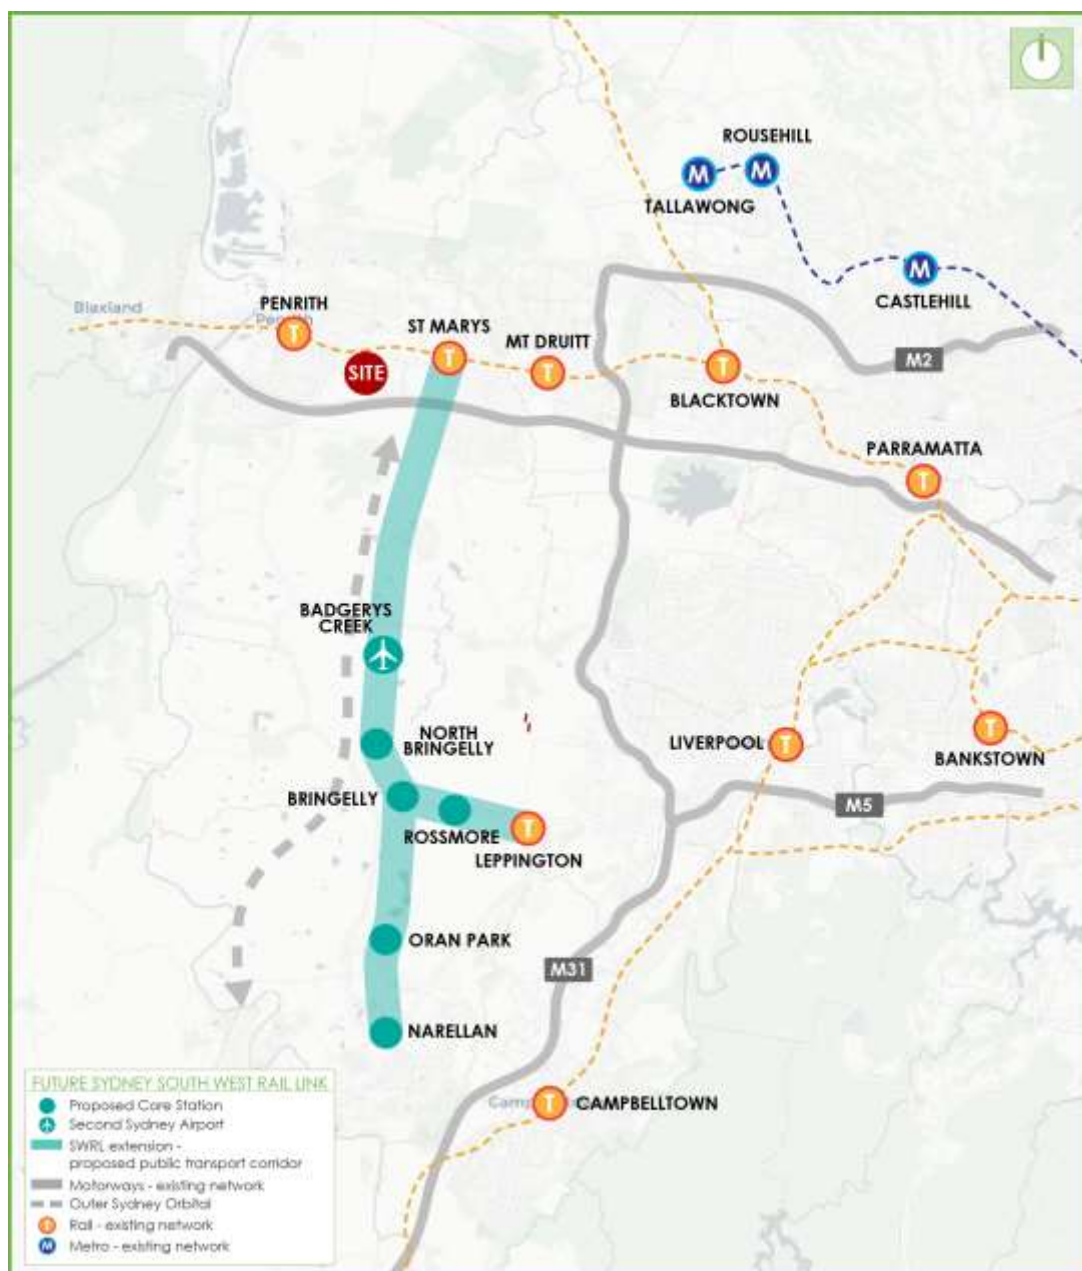 ROUSEHILL
M
M
TALLAWONG
M
CASTLEHILL
Blaxland
PENRITH
Penrith
T
ST MARYS
T
MT DRUITT
T
SITE
T
BLACKTOWN
M2
PARRAMATTA
T
BADGERYS
CREEK
NORTH
BRINGELLY
LIVERPOOL
T
T
BANKSTOWN
BRINGELLY
M5
ROSSMORE
T
LEPPINGTON
ORAN PARK
M31
NARELLAN
T
CAMPBELLTOWN
FUTURE SYDNEY SOUTH WEST RAIL LINK
Proposed Core Station
Second Sydney Airport
SWRL extension -
proposed public transport corridor
Motorways - existing network
Outer Sydney Orbital
T
Rail - existing network
M
Metro - existing network